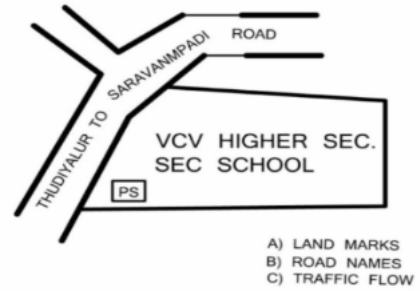 ROAD
THUDIYALUR TO SARAVANMPADI
VCV HIGHER SEC.
SEC SCHOOL
PS
A) LAND MARKS
B) ROAD NAMES
C) TRAFFIC FLOW